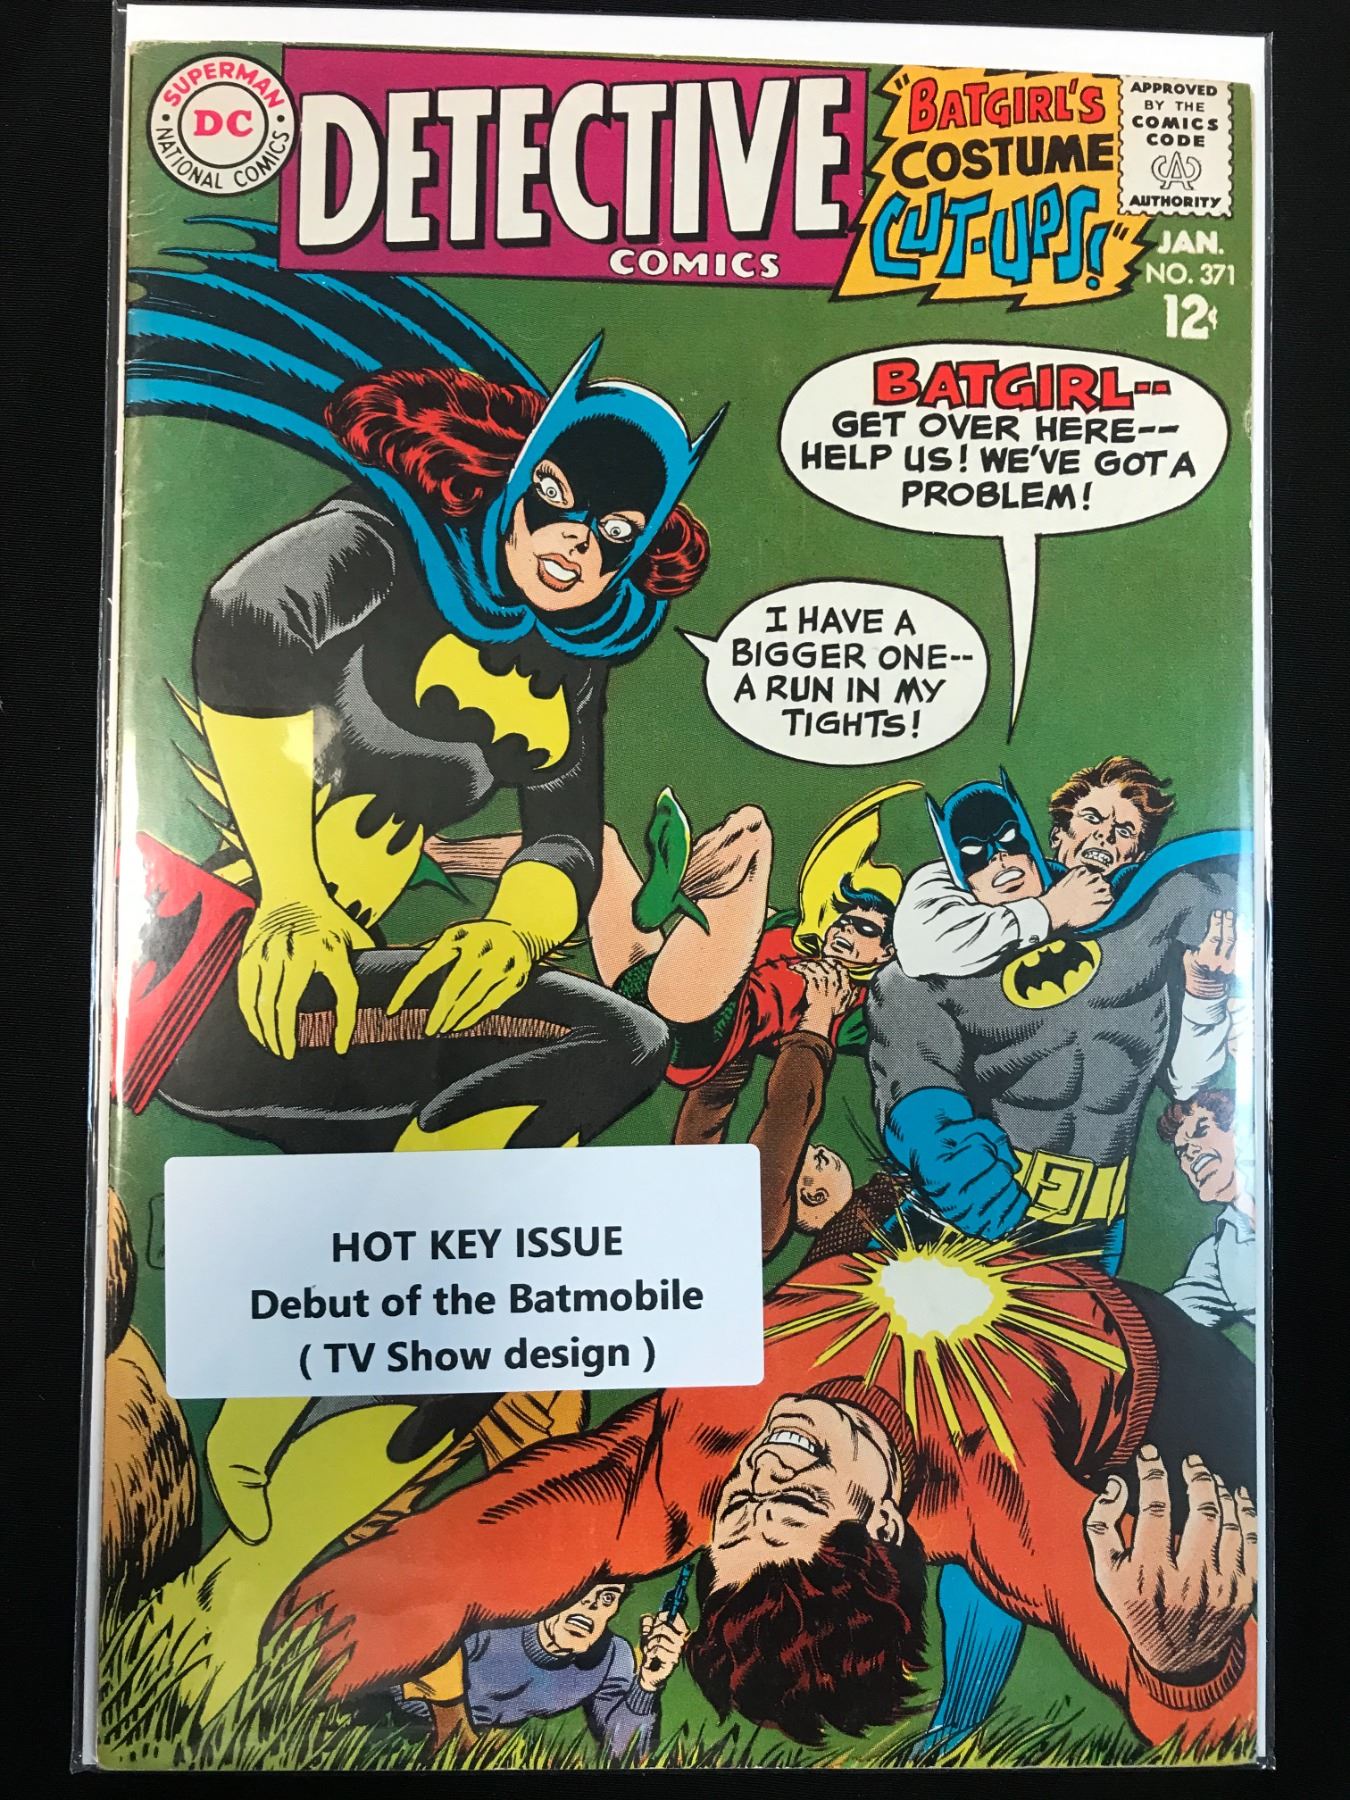 SUPERMAN
DC
NATIONAL COMICS
DETECTIVE
COMICS
"BATGIRL'S
COSTUME
CUT-UPS!"
APPROVED
BY THE
COMICS
CODE
CA
AUTHORITY
JAN.
NO. 371
12¢
BATGIRL--
GET OVER HERE--
HELP US! WE'VE GOT A
PROBLEM!
I HAVE A
BIGGER ONE--
A RUN IN MY
TIGHTS!
HOT KEY ISSUE
Debut of the Batmobile
( TV Show design )